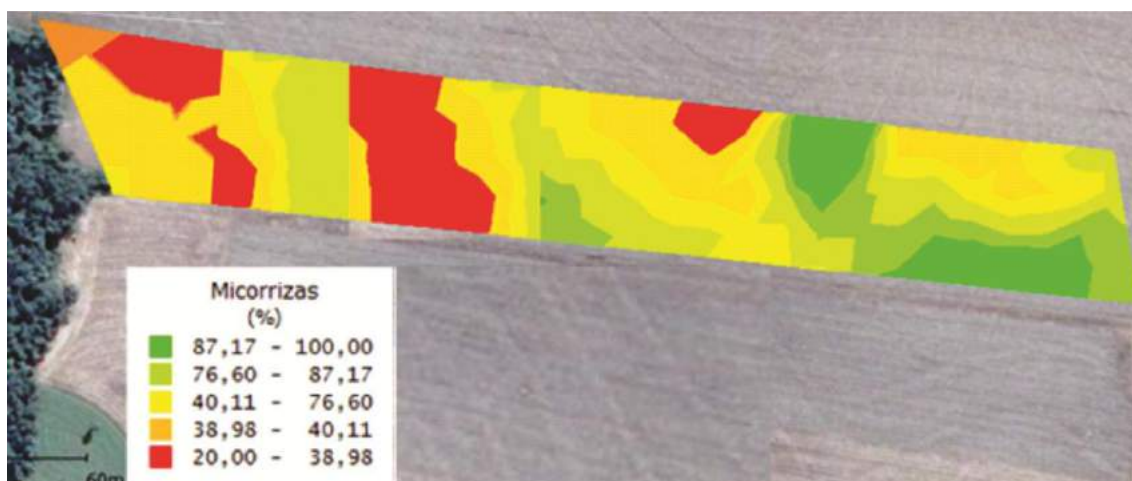 Micorrizas
(%)
87,17 - 100,00
76,60 - 87,17
40,11 - 76,60
38,98 - 40,11
20,00 - 38,98
60m